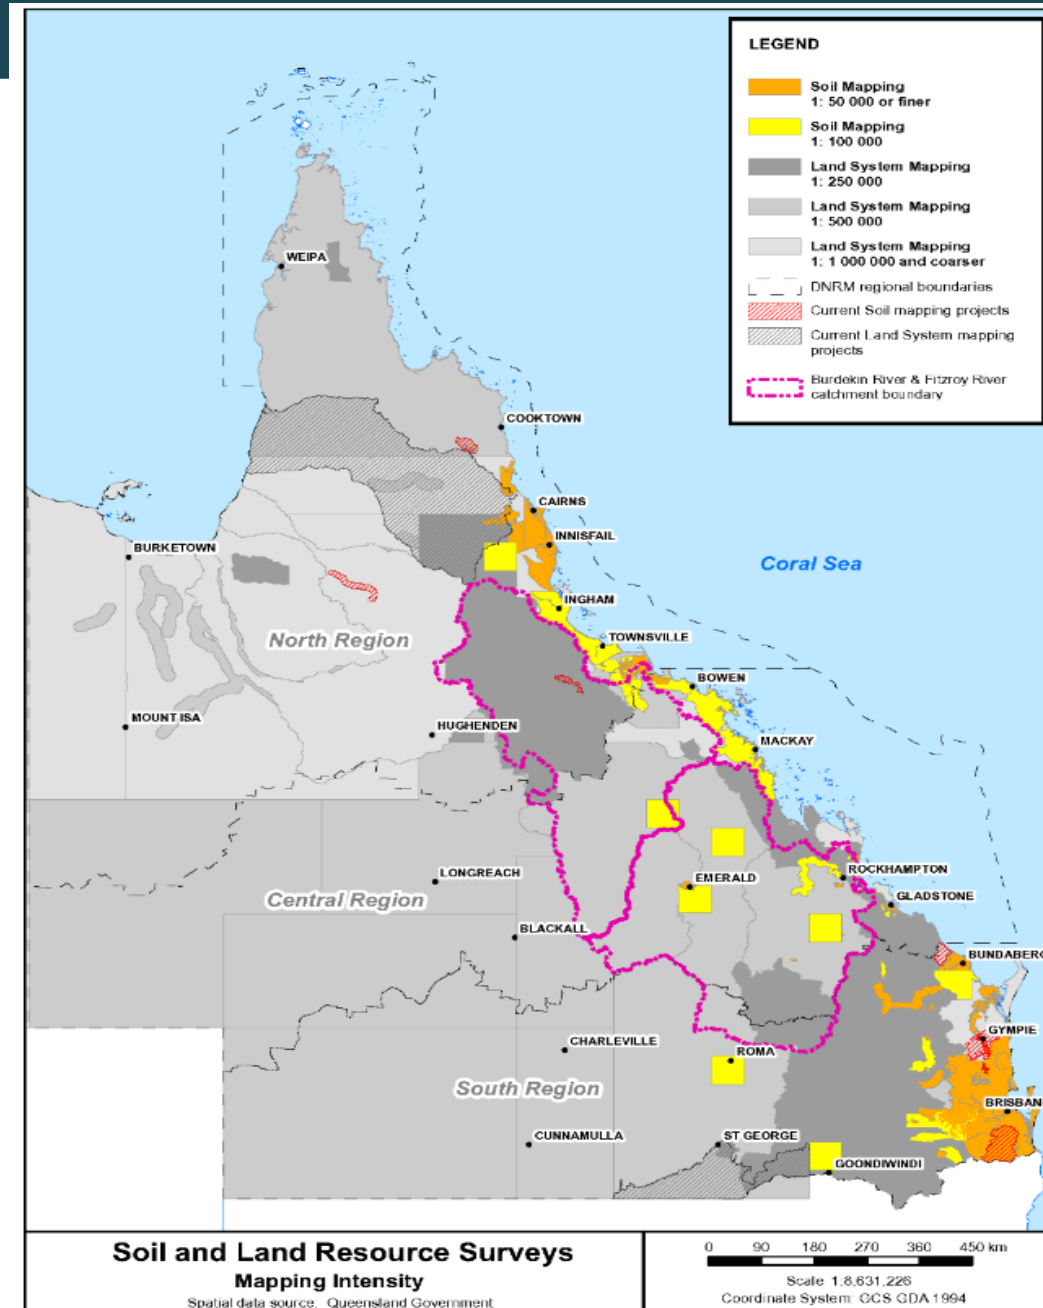 LEGEND
Soil Mapping
1: 50 000 or finer
Soil Mapping
1: 100 000
Land System Mapping
1: 250 000
Land System Mapping
1: 500 000
Land System Mapping
1: 1 000 000 and coarser
DNRM regional boundaries
Current Soil mapping projects
Current Land System mapping
projects
Burdekin River & Fitzroy River
catchment boundary
WEIPA
COOKTOWN
CAIRNS
INNISFAIL
BURKETOWN
Coral Sea
INGHAM
North Region
TOWNSVILLE
BOWEN
MOUNT ISA
HUGHENDEN
MACKAY
ROCKHAMPTON
LONGREACH
EMERALD
Central Region
GLADSTONE
BLACKALL
BUNDABERG
GYMPIE
CHARLEVILLE
ROMA
South Region
BRISBAN
CUNNAMULLA
ST GEORGE
GOONDIWINDI
Soil and Land Resource Surveys
Mapping Intensity
Spatial data source: Queensland Government
0 90 180 270 360 450 km
Scale 1:8,631,226
Coordinate System: GCS GDA 1994